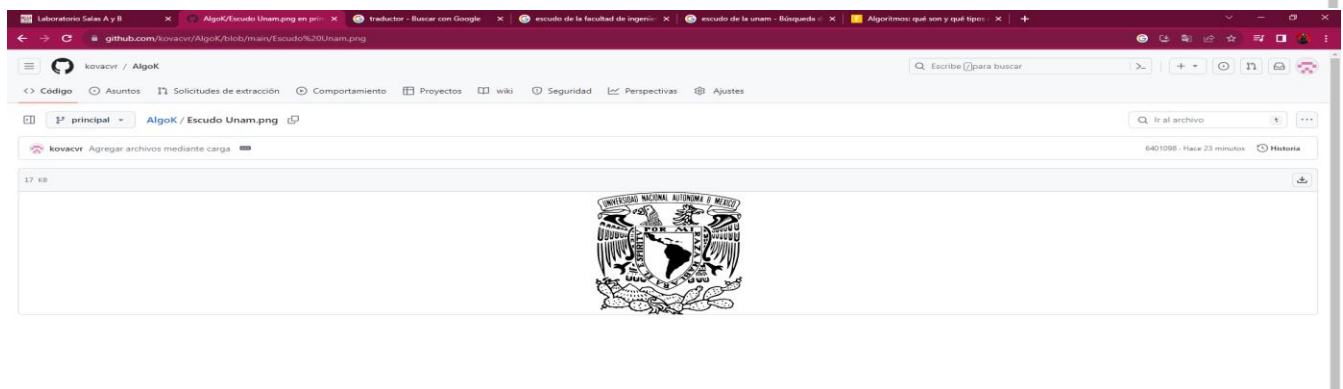 Laboratorio Salas A y B
AlgoK/Escudo Unam.png en prin
traductor - Buscar con Google
escudo de la facultad de ingenier
escudo de la unam - Búsqueda d
Algoritmos: qué son y qué tipos
github.com/kovacvr/AlgoK/blob/main/Escudo%20Unam.png
kovacvr / AlgoK
Escribe / para buscar
Código Asuntos Solicitudes de extracción Comportamiento Proyectos wiki Seguridad Perspectivas Ajustes
principal
AlgoK / Escudo Unam.png
Ir al archivo
t
kovacvr Agregar archivos mediante carga
6401098 · Hace 23 minutos Historia
17 KB
UNIVERSIDAD NACIONAL AUTONOMA D MEXICO
POR MI RAZA HABLARA EL ESPIRITU